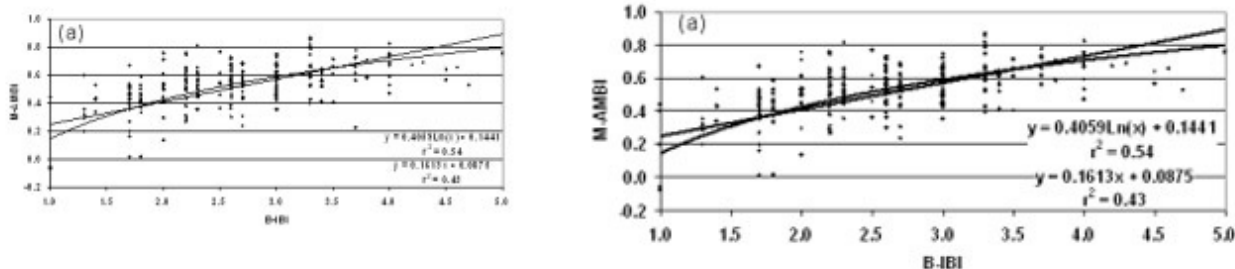 (a)
1.0
0.8
0.6
0.4
0.2
0.0
-0.2
M-AMBI
y = 0.4059Ln(x) + 0.1441
r² = 0.54
y = 0.1613x + 0.0875
r² = 0.43
1.0 1.5 2.0 2.5 3.0 3.5 4.0 4.5 5.0
B-IBI
(a)
1.0
0.8
0.6
0.4
0.2
0.0
-0.2
M-AMBI
y = 0.4059Ln(x) + 0.1441
r² = 0.54
y = 0.1613x + 0.0875
r² = 0.43
1.0 1.5 2.0 2.5 3.0 3.5 4.0 4.5 5.0
B-IBI